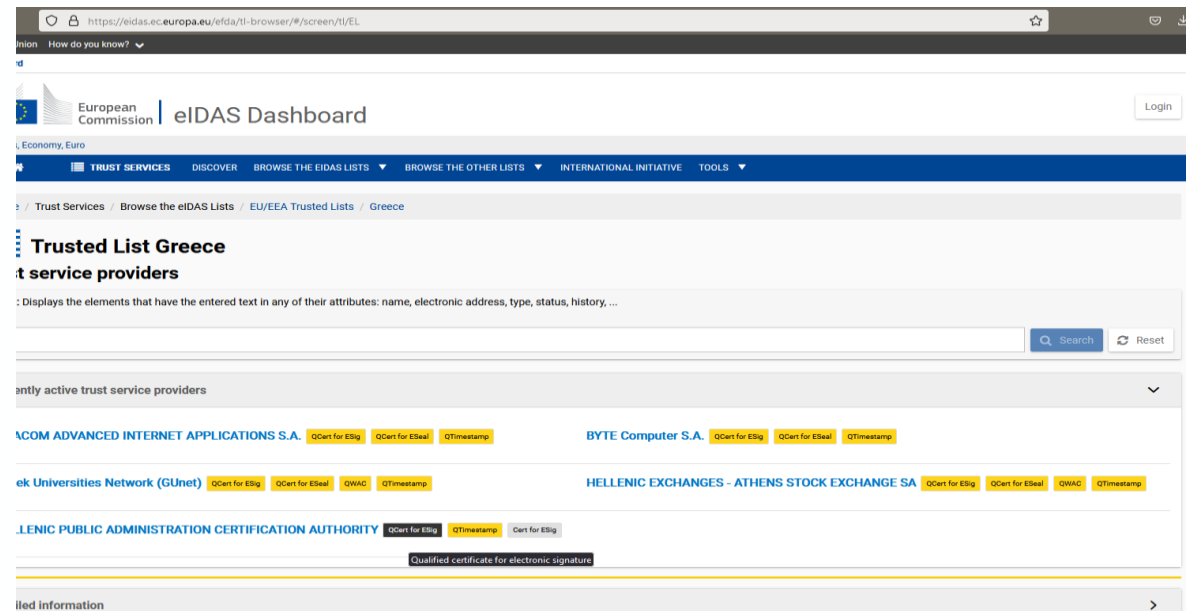 https://eidas.ec.europa.eu/efda/tl-browser/#/screen/tl/EL
Union How do you know?
rd
European
Commission
eIDAS Dashboard
Login
, Economy, Euro
TRUST SERVICES DISCOVER BROWSE THE EIDAS LISTS BROWSE THE OTHER LISTS INTERNATIONAL INITIATIVE TOOLS
e / Trust Services / Browse the eIDAS Lists / EU/EEA Trusted Lists / Greece
Trusted List Greece
t service providers
: Displays the elements that have the entered text in any of their attributes: name, electronic address, type, status, history, ...
Search Reset
ently active trust service providers
ACOM ADVANCED INTERNET APPLICATIONS S.A. QCert for ESig QCert for ESeal QTimestamp
BYTE Computer S.A. QCert for ESig QCert for ESeal QTimestamp
ek Universities Network (GUnet) QCert for ESig QCert for ESeal QWAC QTimestamp
HELLENIC EXCHANGES - ATHENS STOCK EXCHANGE SA QCert for ESig QCert for ESeal QWAC QTimestamp
LLENIC PUBLIC ADMINISTRATION CERTIFICATION AUTHORITY QCert for ESig QTimestamp Cert for ESig
Qualified certificate for electronic signature
iled information